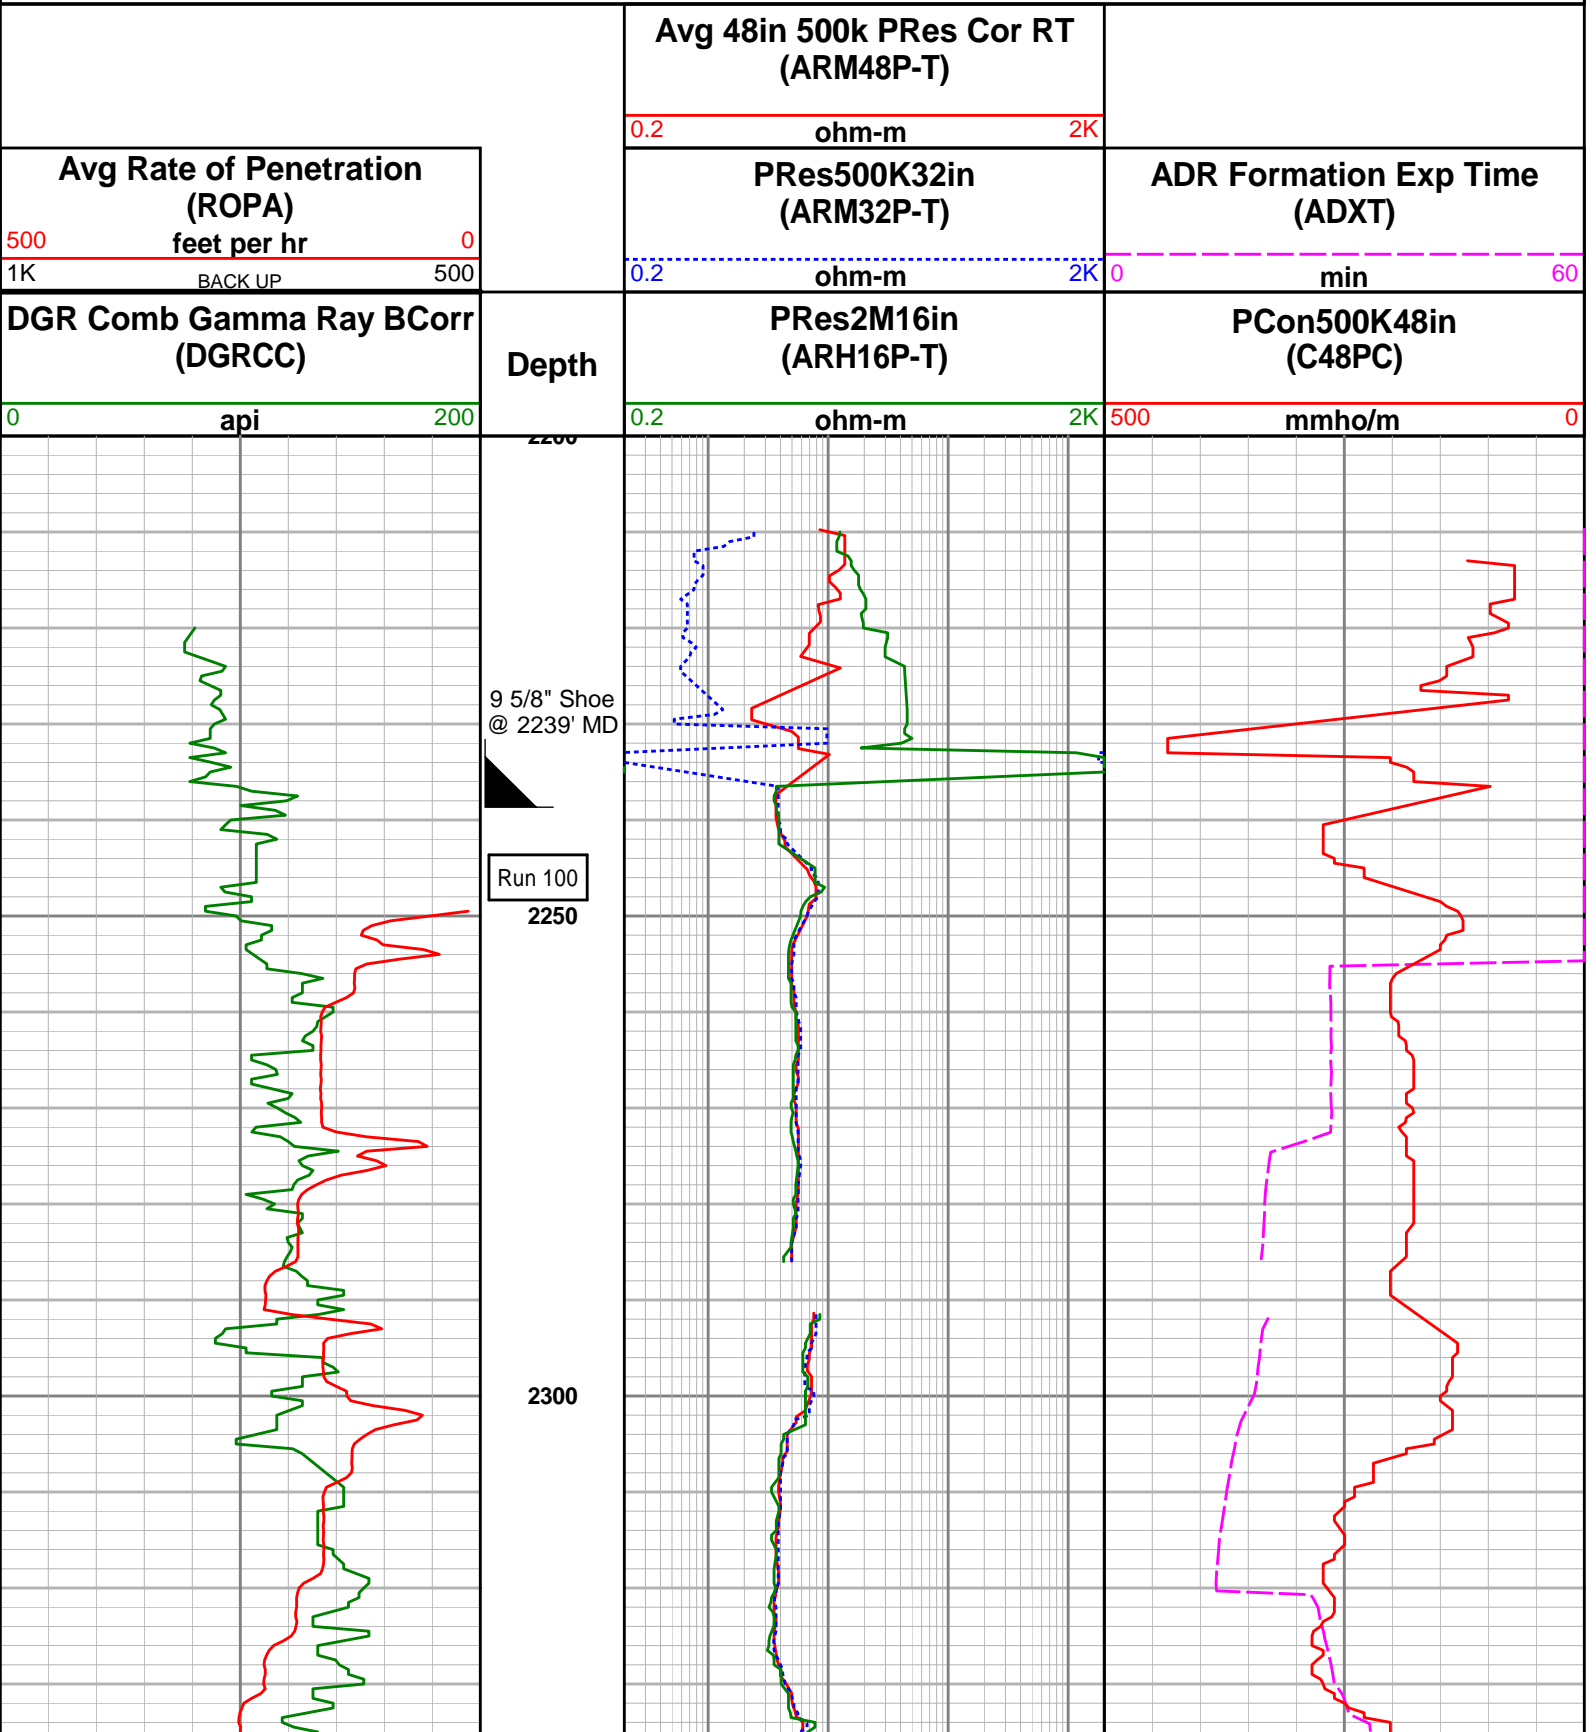 Avg 48in 500k PRes Cor RT
(ARM48P-T)
0.2 ohm-m 2K
Avg Rate of Penetration
(ROPA)
500 feet per hr 0
1K BACK UP 500
PRes500K32in
(ARM32P-T)
0.2 ohm-m 2K
ADR Formation Exp Time
(ADXT)
0 min 60
DGR Comb Gamma Ray BCorr
(DGRCC)
0 api 200
Depth
PRes2M16in
(ARH16P-T)
0.2 ohm-m 2K
PCon500K48in
(C48PC)
500 mmho/m 0
2200
9 5/8" Shoe
@ 2239' MD
Run 100
2250
2300